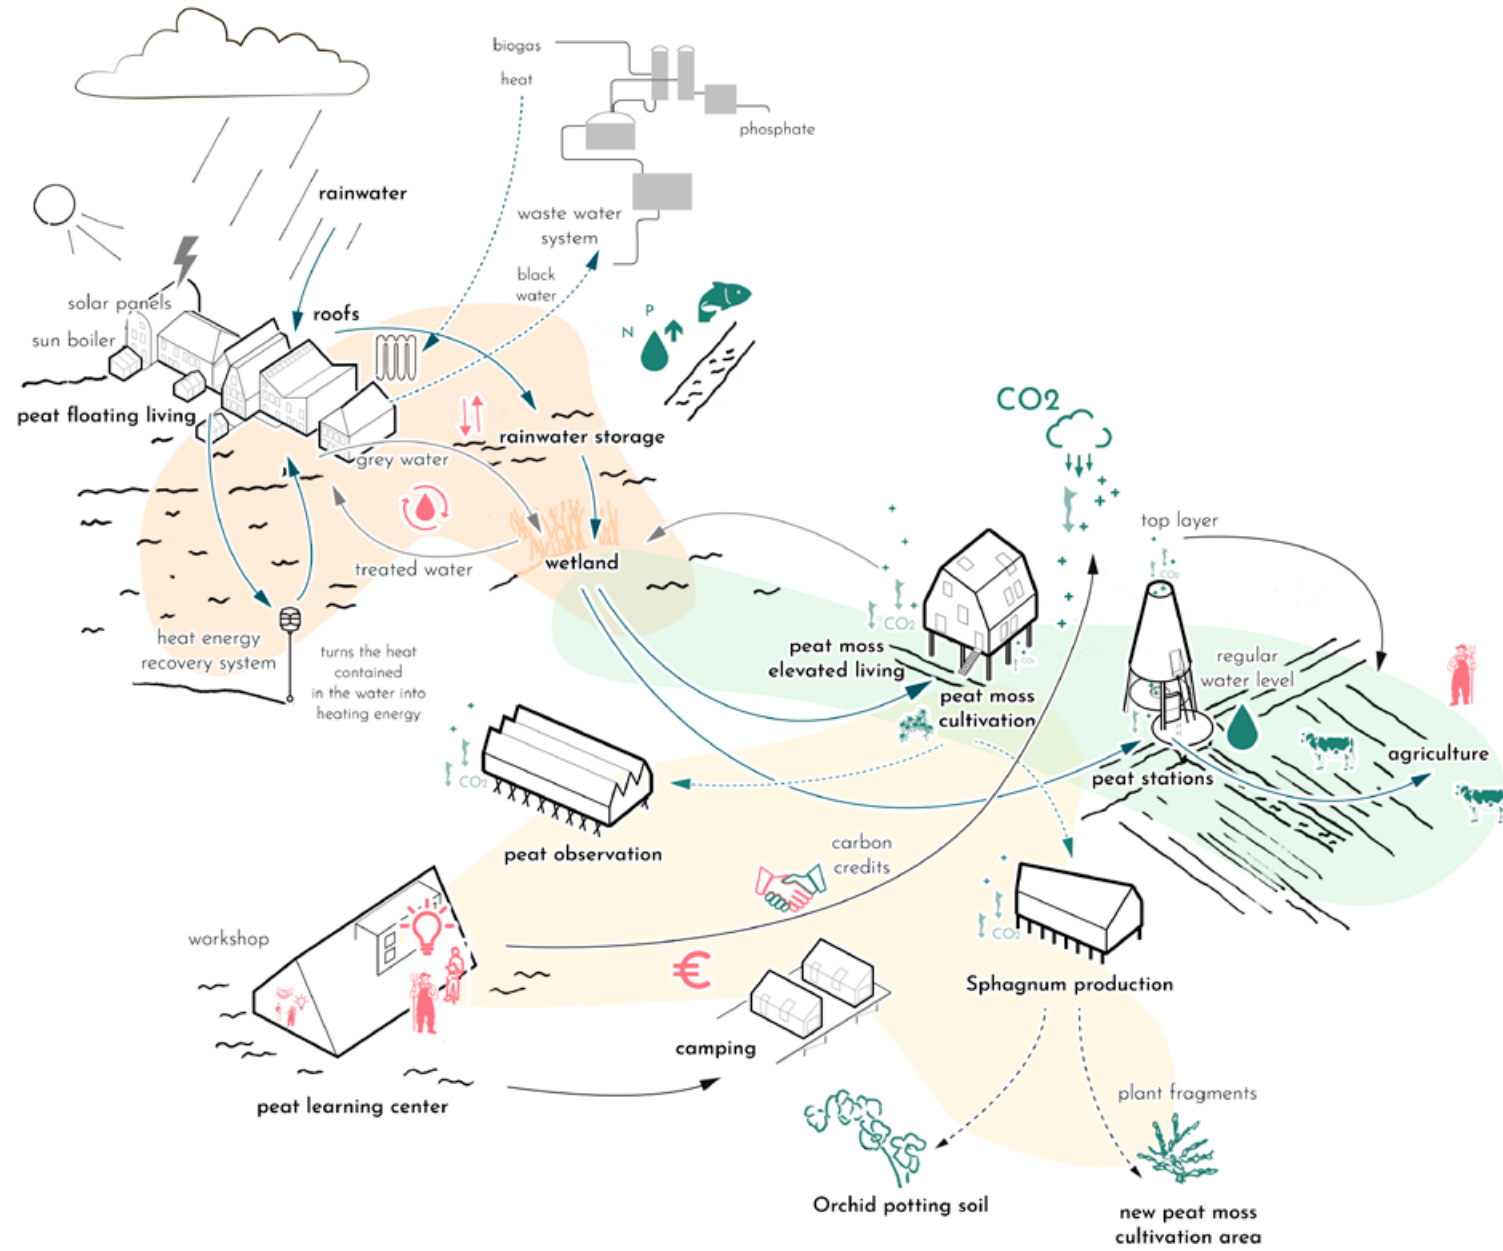 biogas
heat
phosphate
rainwater
waste water
system
black
water
solar panels
roofs
sun boiler
P
N
peat floating living
rainwater storage
grey water
CO2
top layer
CO2
treated water
wetland
CO2
heat energy
recovery system
turns the heat
contained
in the water into
heating energy
peat moss
elevated living
CO2
peat moss
cultivation
regular
water level
agriculture
peat stations
CO2
peat observation
carbon
credits
workshop
€
CO2
Sphagnum production
camping
peat learning center
plant fragments
Orchid potting soil
new peat moss
cultivation area